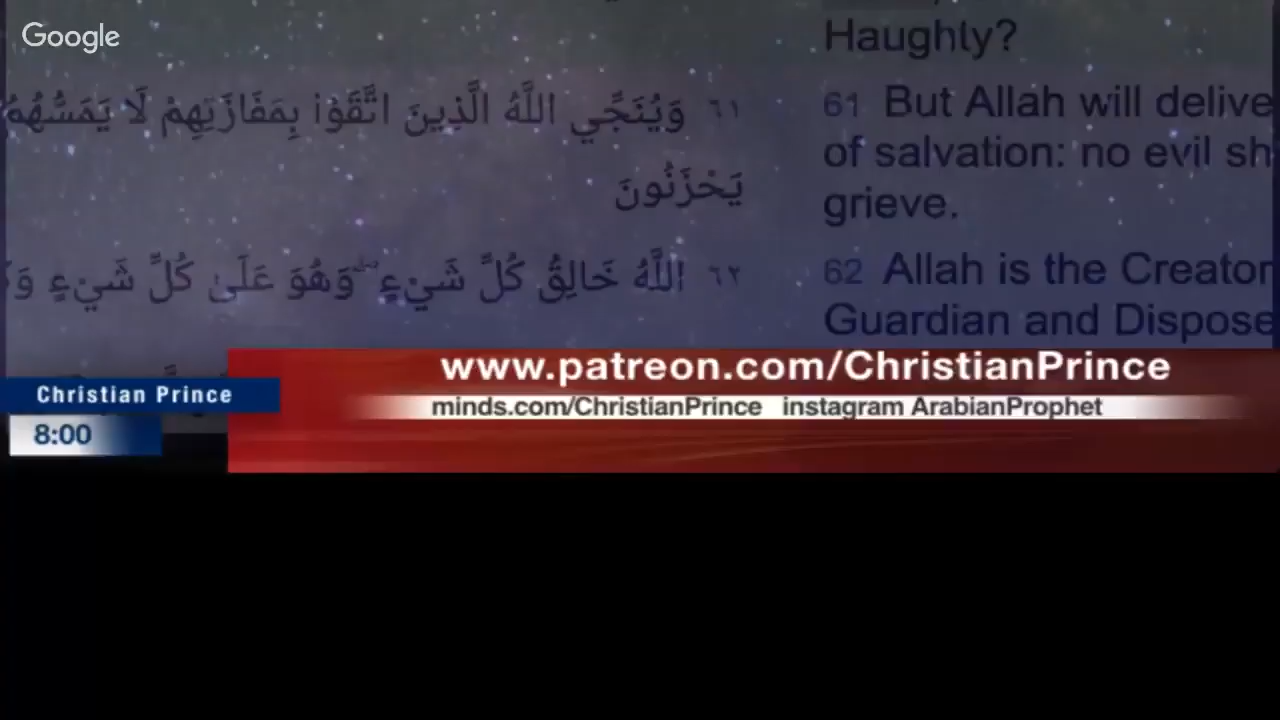 Google
Haughty?
وَيُنَجِّي اللَّهُ الَّذِينَ اتَّقَوْا بِمَفَازَتِهِمْ لَا يَمَسُّهُمُ ٦١
61 But Allah will delive
of salvation: no evil sh
يَحْزَنُونَ
grieve.
اللَّهُ خَالِقُ كُلِّ شَيْءٍ ۖ وَهُوَ عَلَىٰ كُلِّ شَيْءٍ ٦٢
62 Allah is the Creator
Guardian and Dispose
www.patreon.com/ChristianPrince
Christian Prince
minds.com/ChristianPrince instagram ArabianProphet
8:00